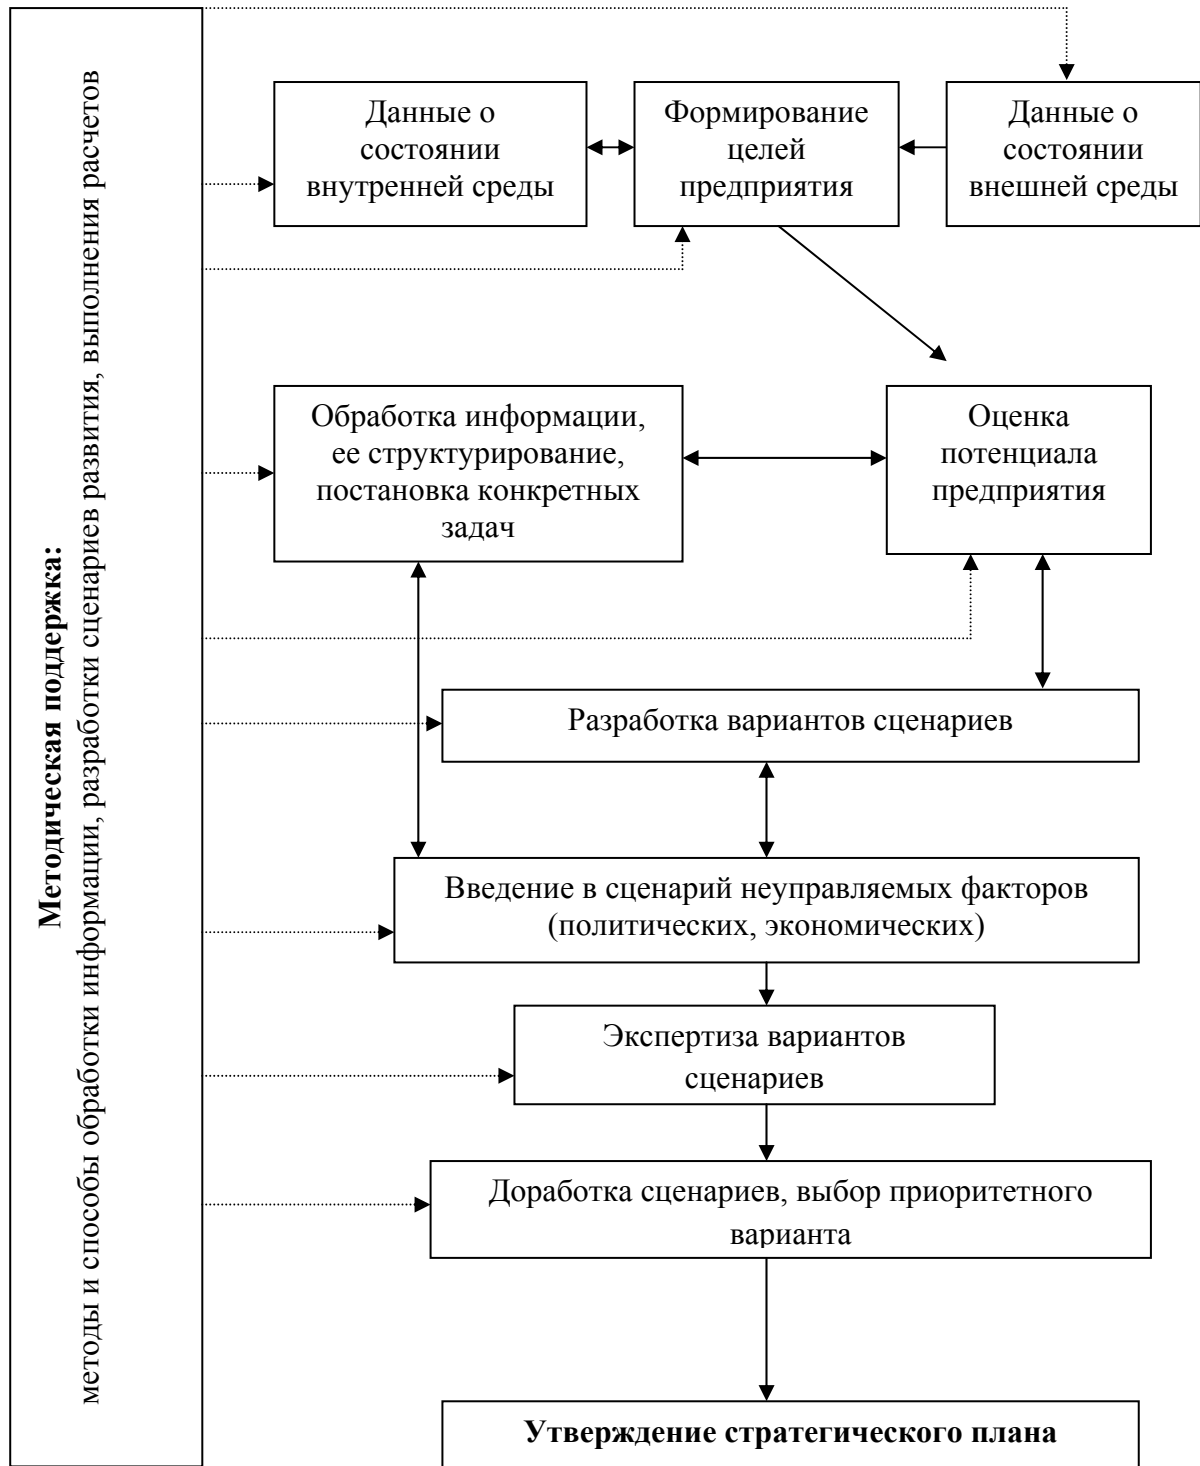 Методическая поддержка:
методы и способы обработки информации, разработки сценариев развития, выполнения расчетов
Данные о
состоянии
внутренней среды
Формирование
целей
предприятия
Данные о
состоянии
внешней среды
Обработка информации,
ее структурирование,
постановка конкретных
задач
Оценка
потенциала
предприятия
Разработка вариантов сценариев
Введение в сценарий неуправляемых факторов
(политических, экономических)
Экспертиза вариантов
сценариев
Доработка сценариев, выбор приоритетного
варианта
Утверждение стратегического плана